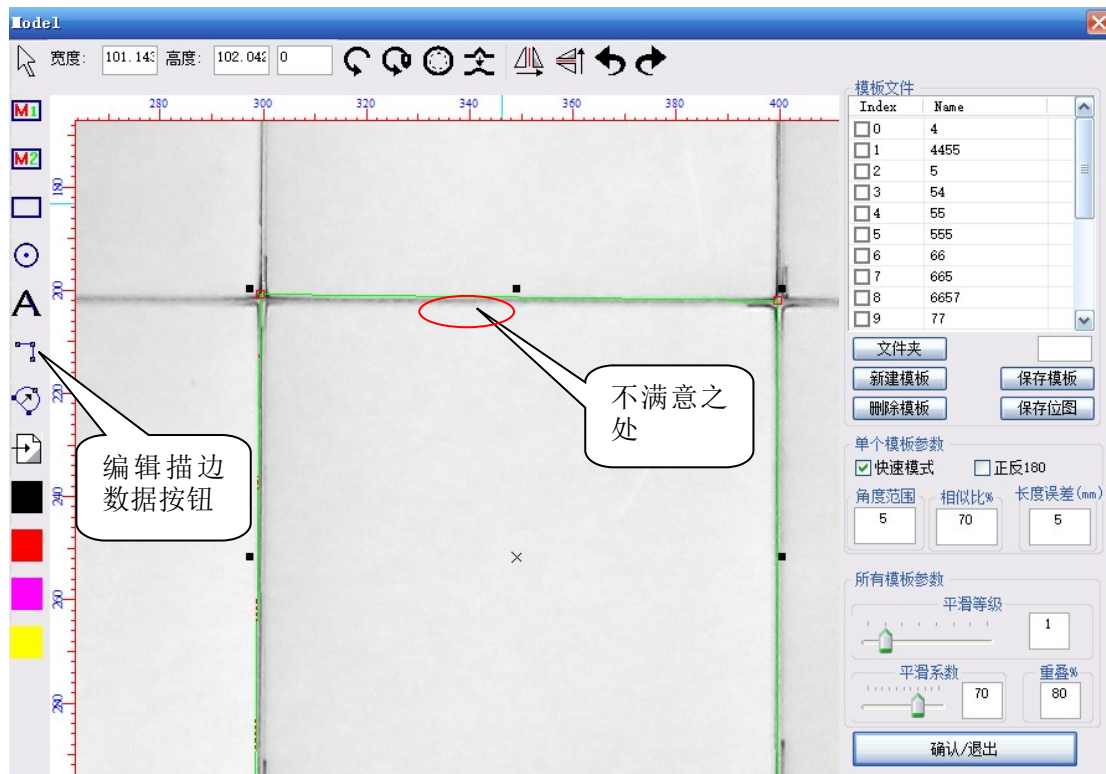 Model
宽度: 101.143 高度: 102.042 0
M1
M2
A
280 300 320 340 360 380 400
180
200
220
240
260
280
不满意之
处
编辑描边
数据按钮
模板文件
Index Name
0 4
1 4455
2 5
3 54
4 55
5 555
6 66
7 665
8 6657
9 77
文件夹
新建模板 保存模板
删除模板 保存位图
单个模板参数
快速模式 正反180
角度范围 相似比% 长度误差(mm)
5 70 5
所有模板参数
平滑等级
1
平滑系数 重叠%
70 80
确认/退出